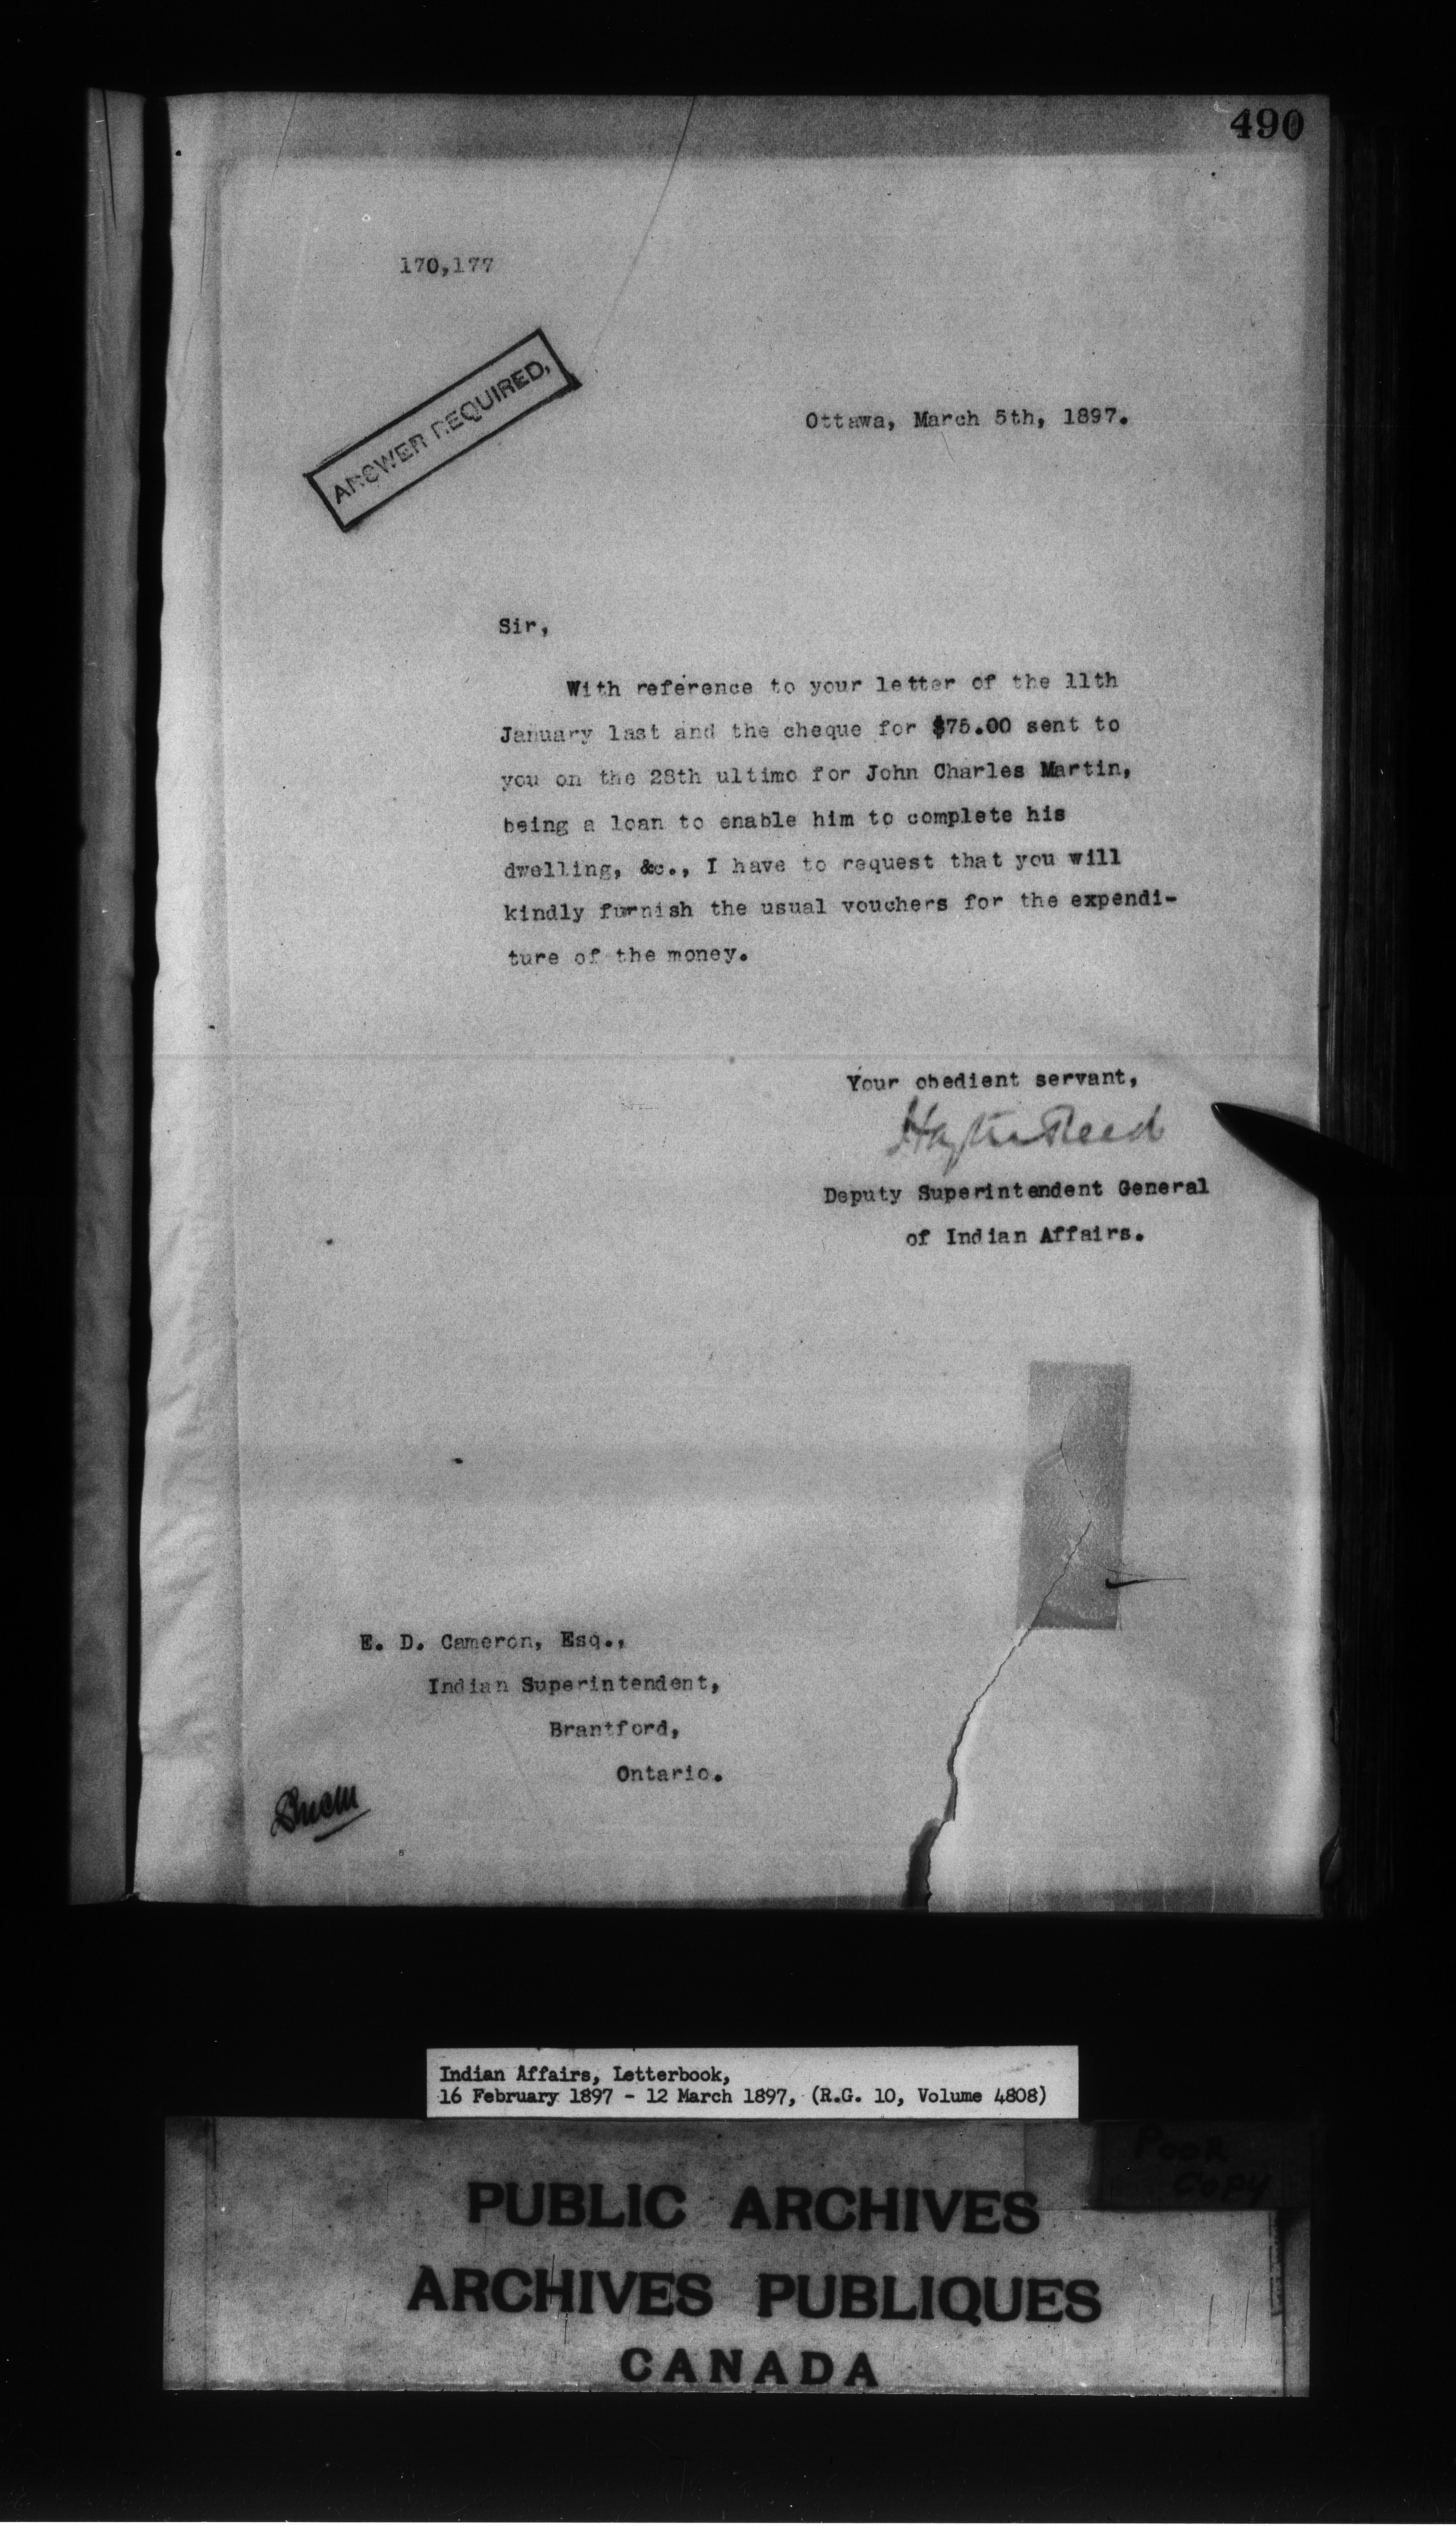 490
170,177
ANSWER REQUIRED,
Ottawa, March 5th, 1897.
Sir,
With reference to your letter of the 11th
January last and the cheque for $75.00 sent to
you on the 28th ultimo for John Charles Martin,
being a loan to enable him to complete his
dwelling, &c., I have to request that you will
kindly furnish the usual vouchers for the expendi-
ture of the money.
Your obedient servant,
Hayter Reed
Deputy Superintendent General
of Indian Affairs.
E. D. Cameron, Esq.,
Indian Superintendent,
Brantford,
Ontario.
Indian Affairs, Letterbook,
16 February 1897 - 12 March 1897, (R.G. 10, Volume 4808)
POOR
COPY
PUBLIC ARCHIVES
ARCHIVES PUBLIQUES
CANADA